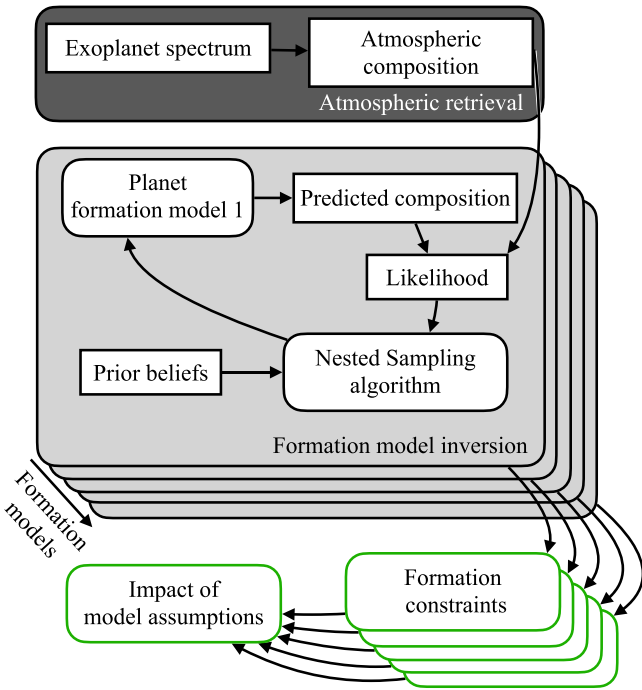 Exoplanet spectrum
Atmospheric
composition
Atmospheric retrieval
Planet
formation model 1
Predicted composition
Likelihood
Prior beliefs
Nested Sampling
algorithm
Formation model inversion
Formation
models
Impact of
model assumptions
Formation
constraints